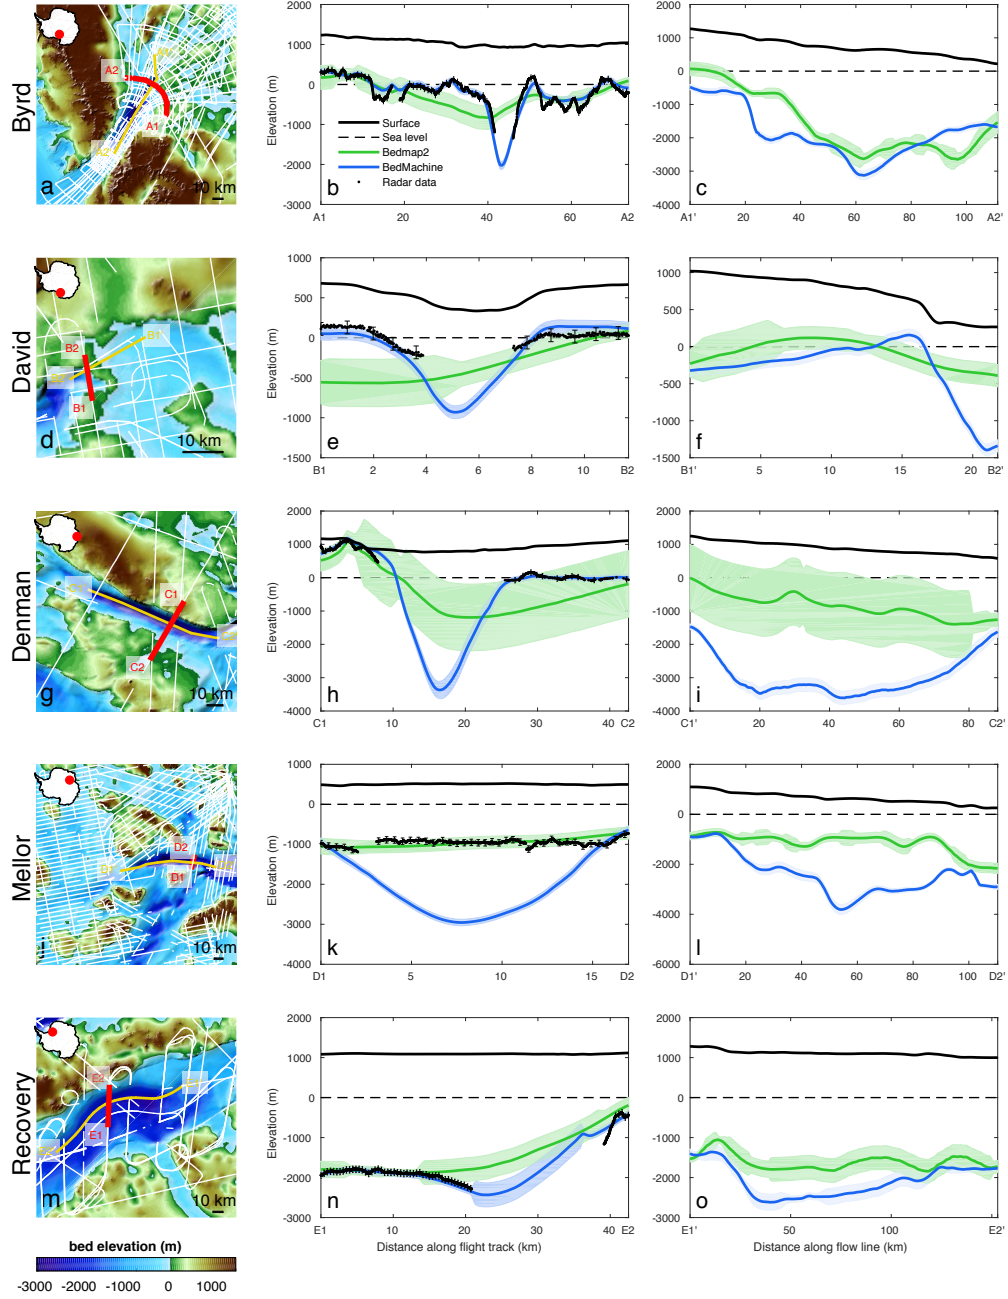 Byrd
A2
A1
10 km
a
2000
1000
0
-1000
-2000
-3000
Elevation (m)
Surface
Sea level
Bedmap2
BedMachine
Radar data
b
A1
20
40
60
A2
2000
1000
0
-1000
-2000
-3000
-4000
c
A1'
20
40
60
80
100
A2'
David
B1
B2
B1
10 km
d
1000
500
0
-500
-1000
-1500
Elevation (m)
e
B1
2
4
6
8
10
B2
1000
500
0
-500
-1000
-1500
f
B1'
5
10
15
20
B2'
Denman
C1
C2
10 km
g
2000
1000
0
-1000
-2000
-3000
-4000
Elevation (m)
h
C1
10
20
30
40
C2
2000
1000
0
-1000
-2000
-3000
-4000
i
C1'
20
40
60
80
C2'
Mellor
D2
D1
10 km
j
1000
500
0
-1000
-2000
-3000
-4000
Elevation (m)
k
D1
5
10
15
D2
2000
0
-2000
-4000
-6000
l
D1'
20
40
60
80
100
D2'
Recovery
E2
E1
10 km
m
2000
1000
0
-1000
-2000
-3000
Elevation (m)
n
E1
10
20
30
40
E2
Distance along flight track (km)
2000
1000
0
-1000
-2000
-3000
o
E1'
50
100
E2'
Distance along flow line (km)
bed elevation (m)
-3000
-2000
-1000
0
1000